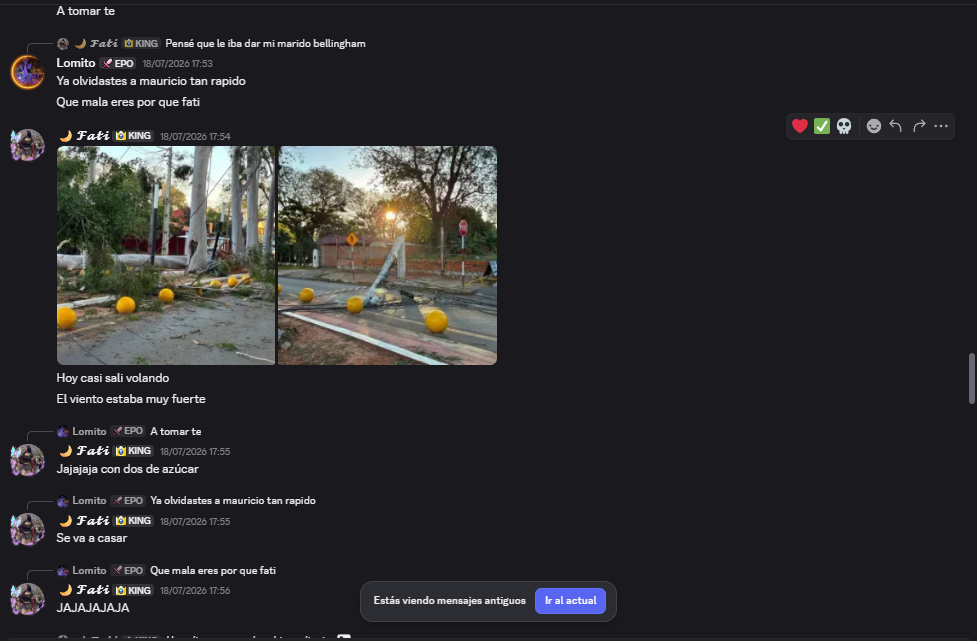 A tomar te
Fati KING Pensé que le iba dar mi marido bellingham
Lomito EPO 18/07/2026 17:53
Ya olvidastes a mauricio tan rapido
Que mala eres por que fati
Fati KING 18/07/2026 17:54
Hoy casi sali volando
El viento estaba muy fuerte
Lomito EPO A tomar te
Fati KING 18/07/2026 17:55
Jajajaja con dos de azúcar
Lomito EPO Ya olvidastes a mauricio tan rapido
Fati KING 18/07/2026 17:55
Se va a casar
Lomito EPO Que mala eres por que fati
Fati KING 18/07/2026 17:56
JAJAJAJAJA
Estás viendo mensajes antiguos Ir al actual